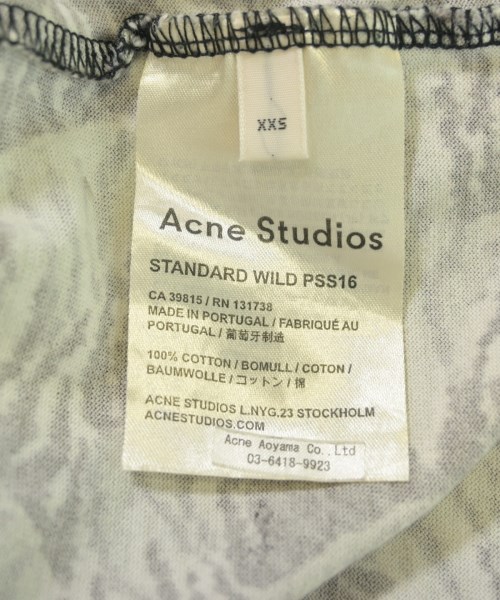 XXS
Acne Studios
STANDARD WILD PSS16
CA 39815 / RN 131738
MADE IN PORTUGAL / FABRIQUÉ AU
PORTUGAL / 葡萄牙制造
100% COTTON / BOMULL / COTON /
BAUMWOLLE / コットン / 棉
ACNE STUDIOS L.NYG.23 STOCKHOLM
ACNESTUDIOS.COM
Acne Aoyama Co.,Ltd
03-6418-9923